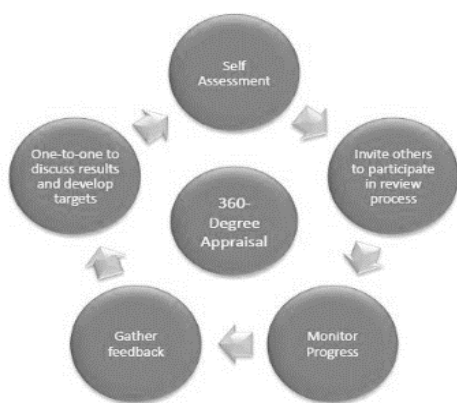 Self
Assessment
Invite others
to participate
in review
process
Monitor
Progress
Gather
feedback
One-to-one to
discuss results
and develop
targets
360-
Degree
Appraisal